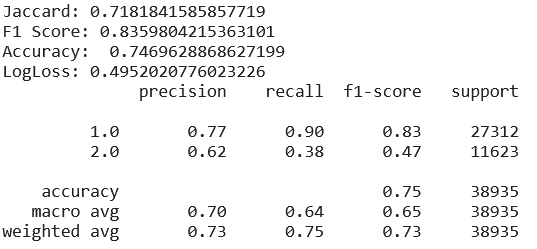 Jaccard: 0.7181841585857719
F1 Score: 0.8359804215363101
Accuracy:  0.7469628868627199
LogLoss: 0.4952020776023226
              precision    recall  f1-score   support

         1.0       0.77      0.90      0.83     27312
         2.0       0.62      0.38      0.47     11623

    accuracy                           0.75     38935
   macro avg       0.70      0.64      0.65     38935
weighted avg       0.73      0.75      0.73     38935